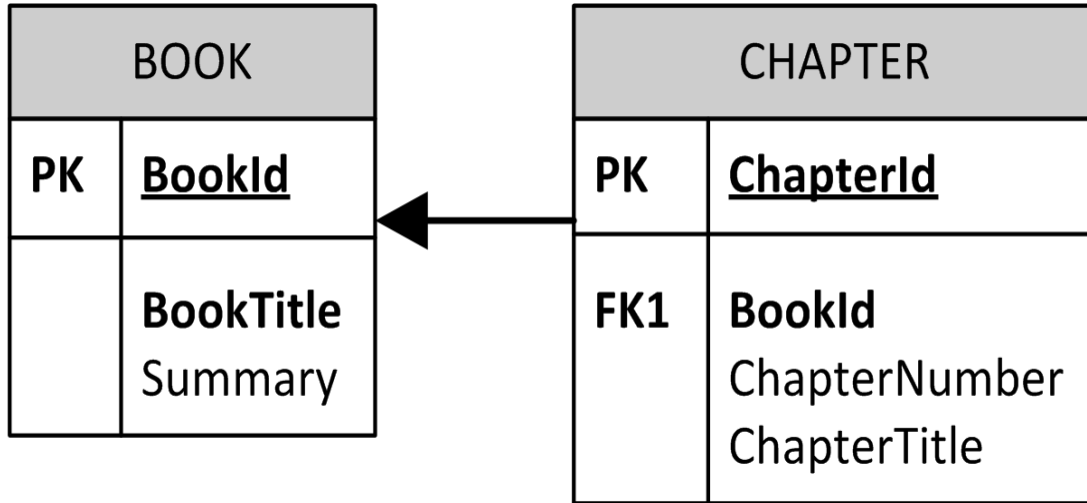 BOOK
PK BookId
BookTitle
Summary
CHAPTER
PK ChapterId
FK1 BookId
ChapterNumber
ChapterTitle